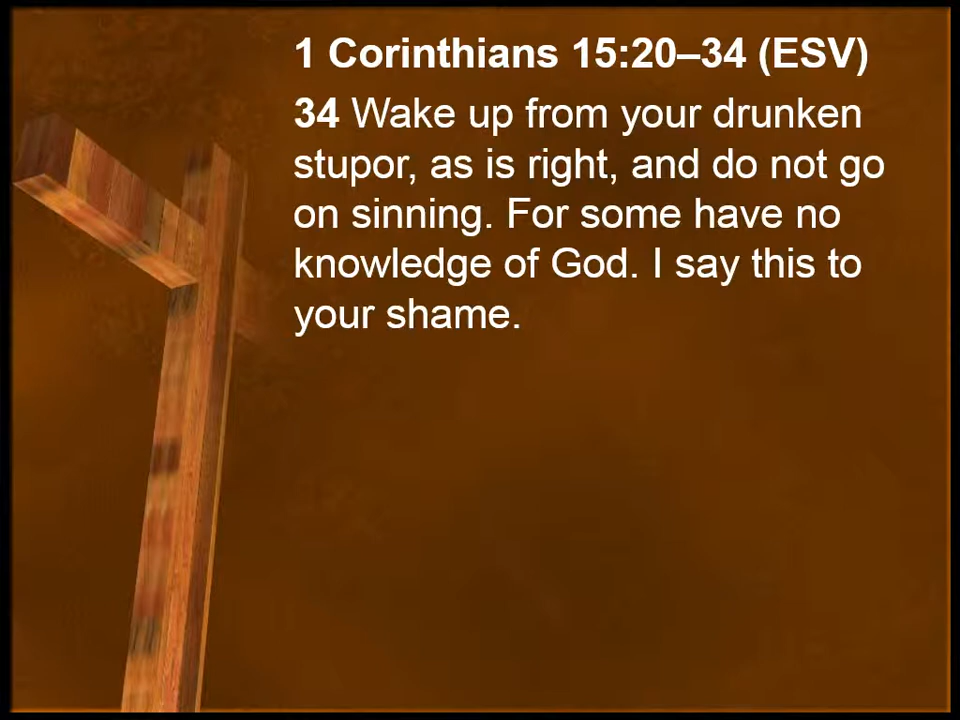 1 Corinthians 15:20–34 (ESV)
34 Wake up from your drunken
stupor, as is right, and do not go
on sinning. For some have no
knowledge of God. I say this to
your shame.